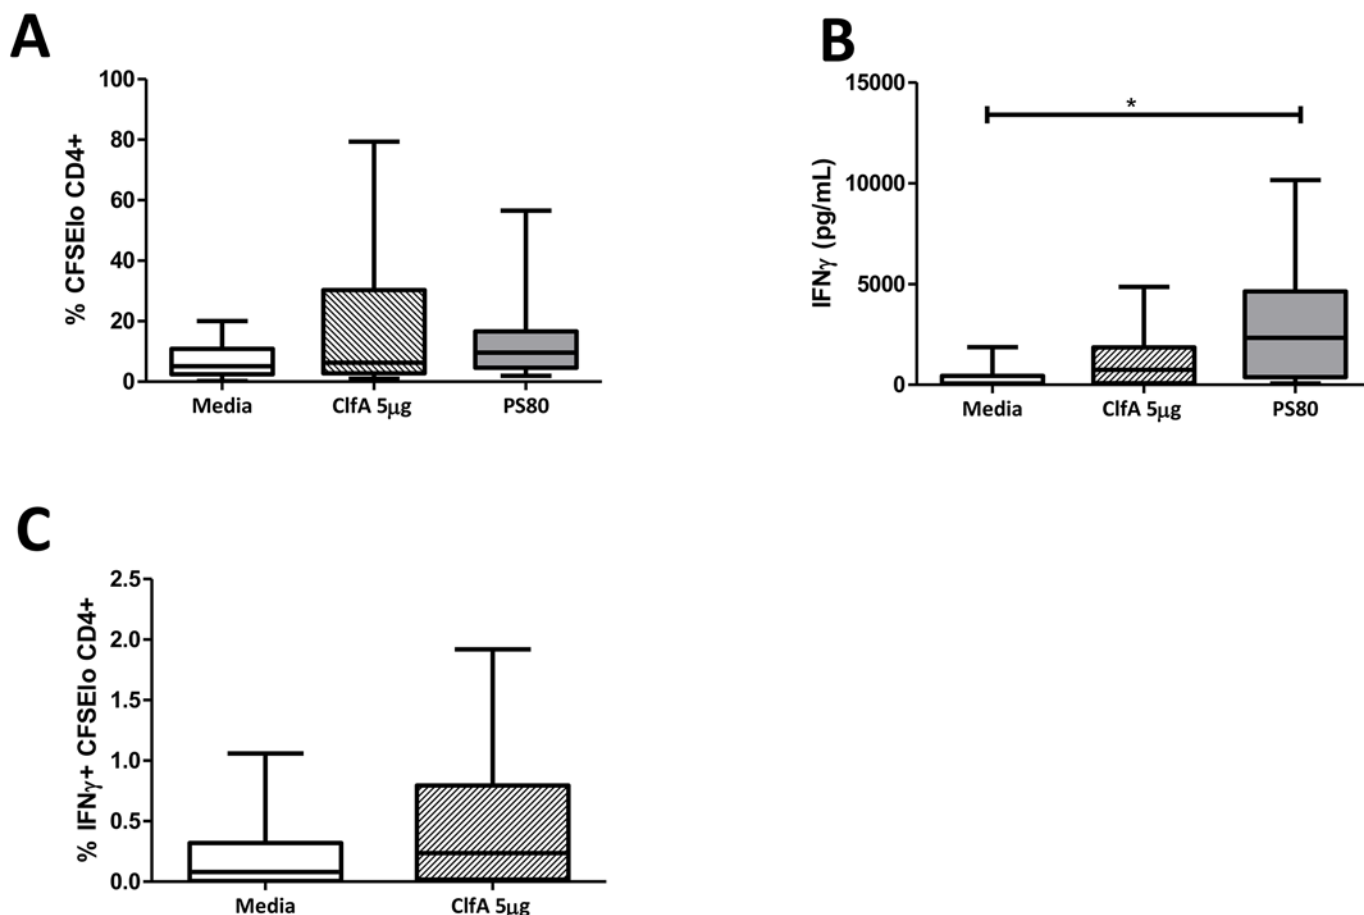 A
% CFSElo CD4+
100
80
60
40
20
0
Media ClfA 5μg PS80
B
IFNγ (pg/mL)
15000
10000
5000
0
*
Media ClfA 5μg PS80
C
% IFNγ+ CFSElo CD4+
2.5
2.0
1.5
1.0
0.5
0.0
Media ClfA 5μg